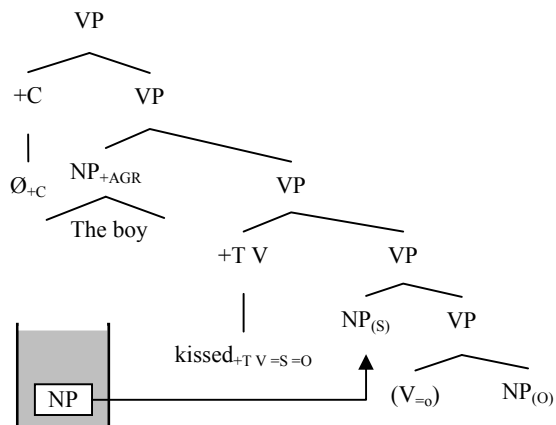 VP
+C VP
Ø+C NP+AGR VP
The boy
+T V VP
kissed+T V =S =O NP(S) VP
NP (V=o) NP(O)